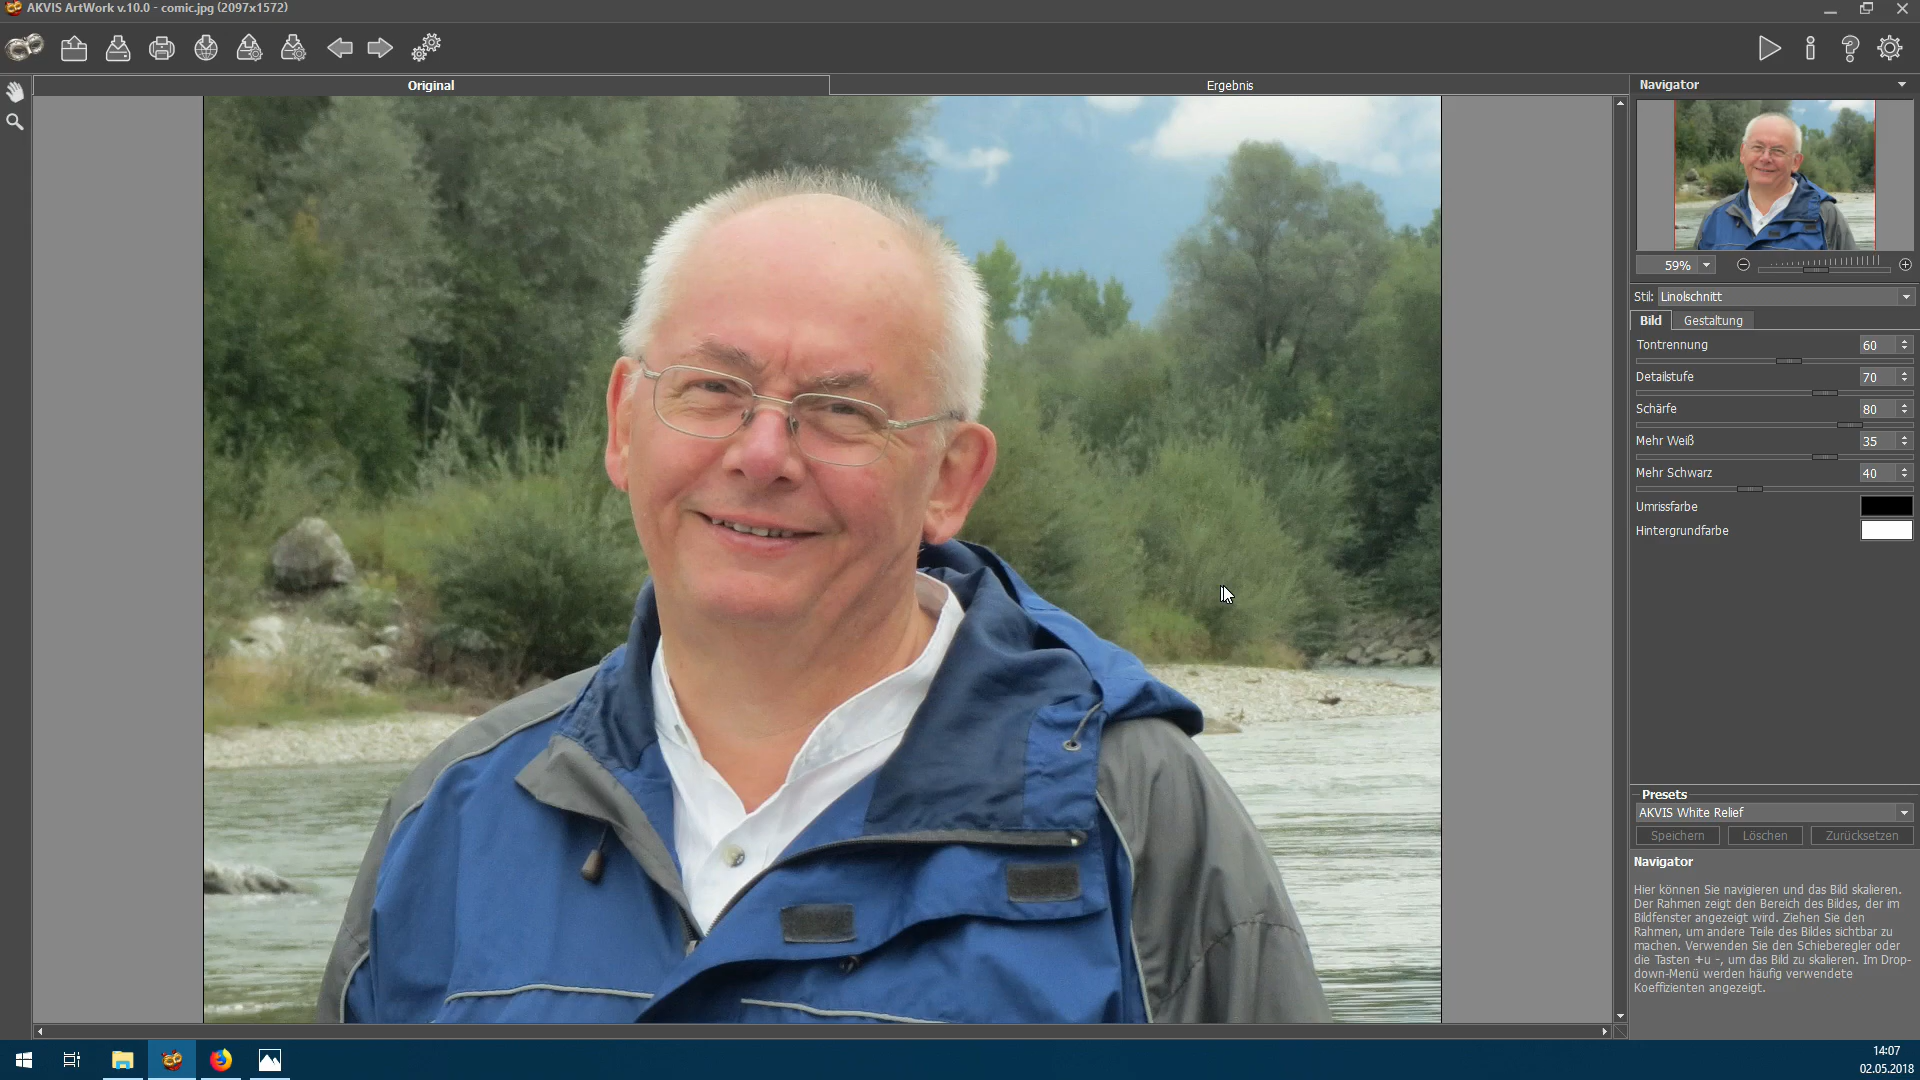 AKVIS ArtWork v.10.0 - comic.jpg (2097x1572)
Original
Ergebnis
Navigator
59%
Stil: Linolschnitt
Bild
Gestaltung
Tontrennung 60
Detailstufe 70
Schärfe 80
Mehr Weiß 35
Mehr Schwarz 40
Umrissfarbe
Hintergrundfarbe
Presets
AKVIS White Relief
Speichern
Löschen
Zurücksetzen
Navigator
Hier können Sie navigieren und das Bild skalieren.
Der Rahmen zeigt den Bereich des Bildes, der im
Bildfenster angezeigt wird. Ziehen Sie den
Rahmen, um andere Teile des Bildes sichtbar zu
machen. Verwenden Sie den Schieberegler oder
die Tasten +u -, um das Bild zu skalieren. Im Drop-
down-Menü werden häufig verwendete
Koeffizienten angezeigt.
14:07
02.05.2018